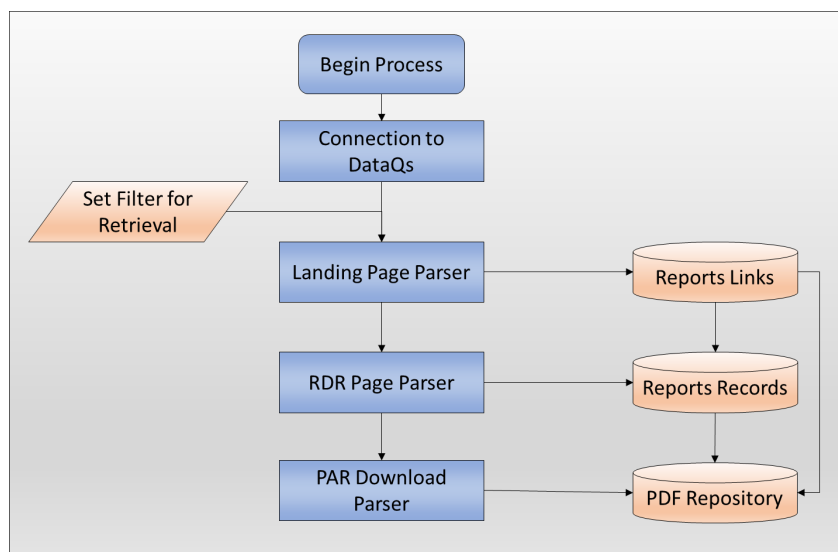 Begin Process
Connection to
DataQs
Set Filter for
Retrieval
Landing Page Parser
Reports Links
RDR Page Parser
Reports Records
PAR Download
Parser
PDF Repository